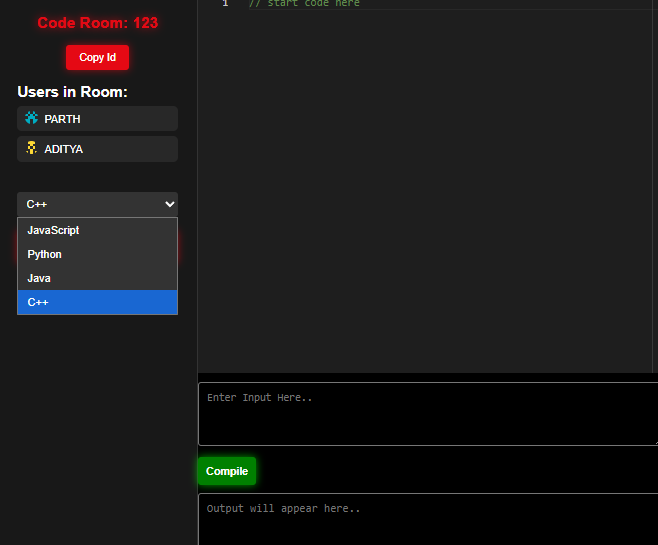 Code Room: 123
Copy Id
Users in Room:
PARTH
ADITYA
C++
JavaScript
Python
Java
C++
1 // start code here
Enter Input Here..
Compile
Output will appear here..